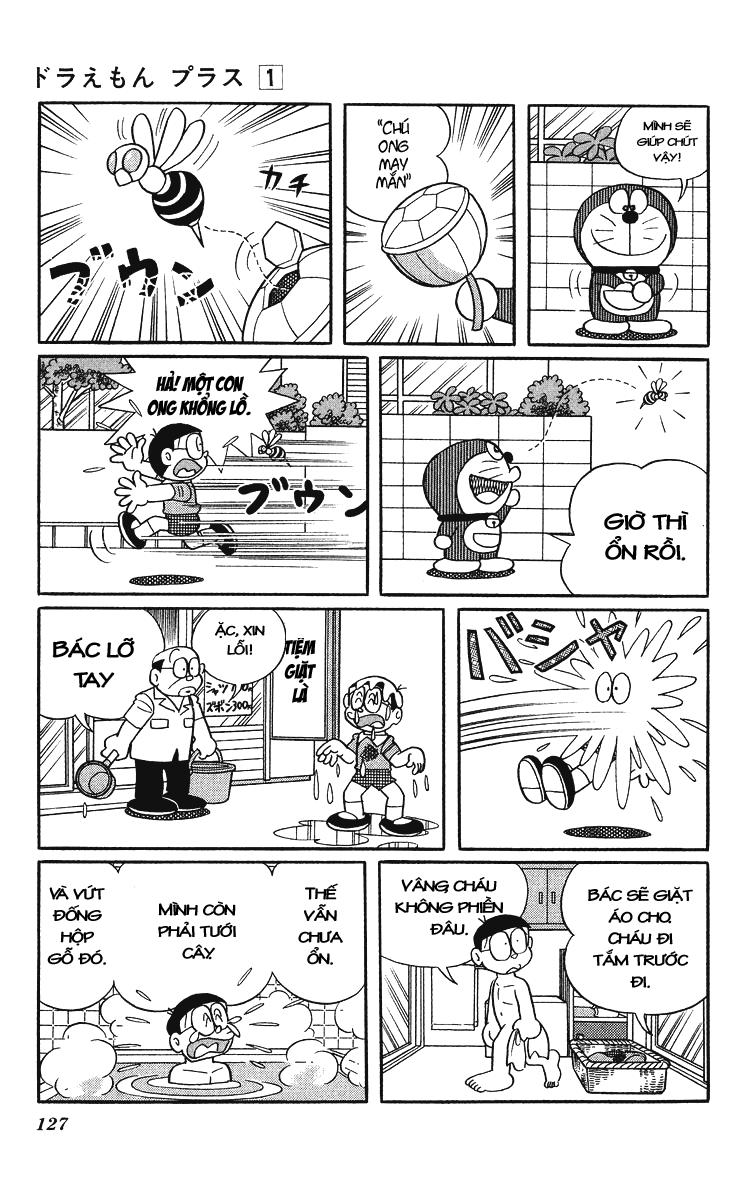 ドラえもん プラス 1
MÌNH SẼ
GIÚP CHÚT
VẬY!
"CHÚ
ONG
MAY
MẮN"
カチ
ブウン
GIỜ THÌ
ỔN RỒI.
HẢ! MỘT CON
ONG KHỔNG LỒ.
ブウン
バシャ
TIỆM
GIẶT
LÀ
ẶC, XIN
LỖI!
BÁC LỠ
TAY
BÁC SẼ GIẶT
ÁO CHO.
CHÁU ĐI
TẮM TRƯỚC
ĐI.
VÂNG, CHÁU
KHÔNG PHIỀN
ĐÂU.
THẾ
VẪN
CHƯA
ỔN.
MÌNH CÒN
PHẢI TƯỚI
CÂY.
VÀ VỨT
ĐỐNG
HỘP
GỖ ĐÓ.
127